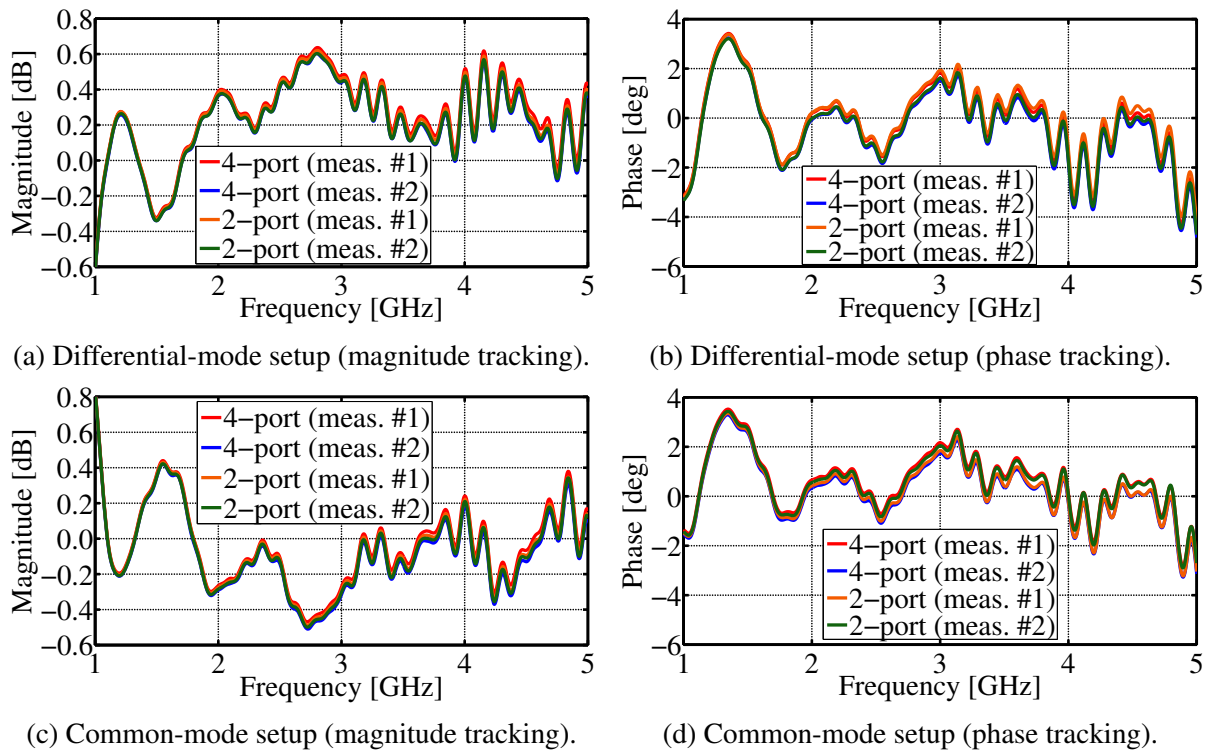 0.8
0.6
0.4
0.2
0.0
−0.2
−0.4
−0.6
Magnitude [dB]
4−port (meas. #1)
4−port (meas. #2)
2−port (meas. #1)
2−port (meas. #2)
1 2 3 4 5
Frequency [GHz]
(a) Differential-mode setup (magnitude tracking).
4
2
0
−2
−4
−6
Phase [deg]
4−port (meas. #1)
4−port (meas. #2)
2−port (meas. #1)
2−port (meas. #2)
1 2 3 4 5
Frequency [GHz]
(b) Differential-mode setup (phase tracking).
0.8
0.6
0.4
0.2
0.0
−0.2
−0.4
−0.6
Magnitude [dB]
4−port (meas. #1)
4−port (meas. #2)
2−port (meas. #1)
2−port (meas. #2)
1 2 3 4 5
Frequency [GHz]
(c) Common-mode setup (magnitude tracking).
4
2
0
−2
−4
−6
Phase [deg]
4−port (meas. #1)
4−port (meas. #2)
2−port (meas. #1)
2−port (meas. #2)
1 2 3 4 5
Frequency [GHz]
(d) Common-mode setup (phase tracking).